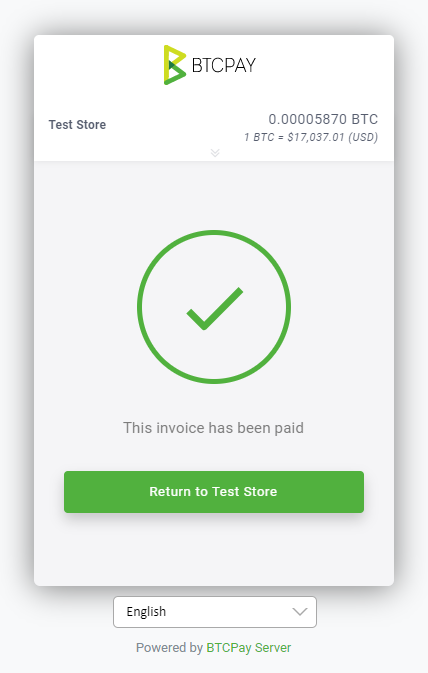 BTCPAY
Test Store
0.00005870 BTC
1 BTC = $17,037.01 (USD)
This invoice has been paid
Return to Test Store
English
Powered by BTCPay Server